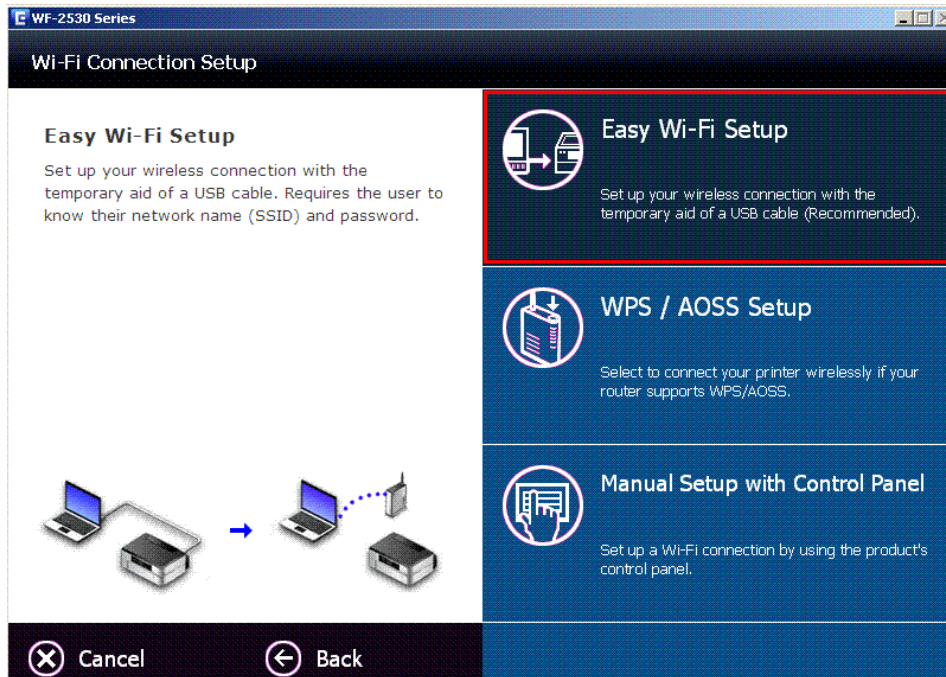 WF-2530 Series
Wi-Fi Connection Setup
Easy Wi-Fi Setup
Set up your wireless connection with the
temporary aid of a USB cable. Requires the user to
know their network name (SSID) and password.
Easy Wi-Fi Setup
Set up your wireless connection with the
temporary aid of a USB cable (Recommended).
WPS / AOSS Setup
Select to connect your printer wirelessly if your
router supports WPS/AOSS.
Manual Setup with Control Panel
Set up a Wi-Fi connection by using the product's
control panel.
Cancel
Back